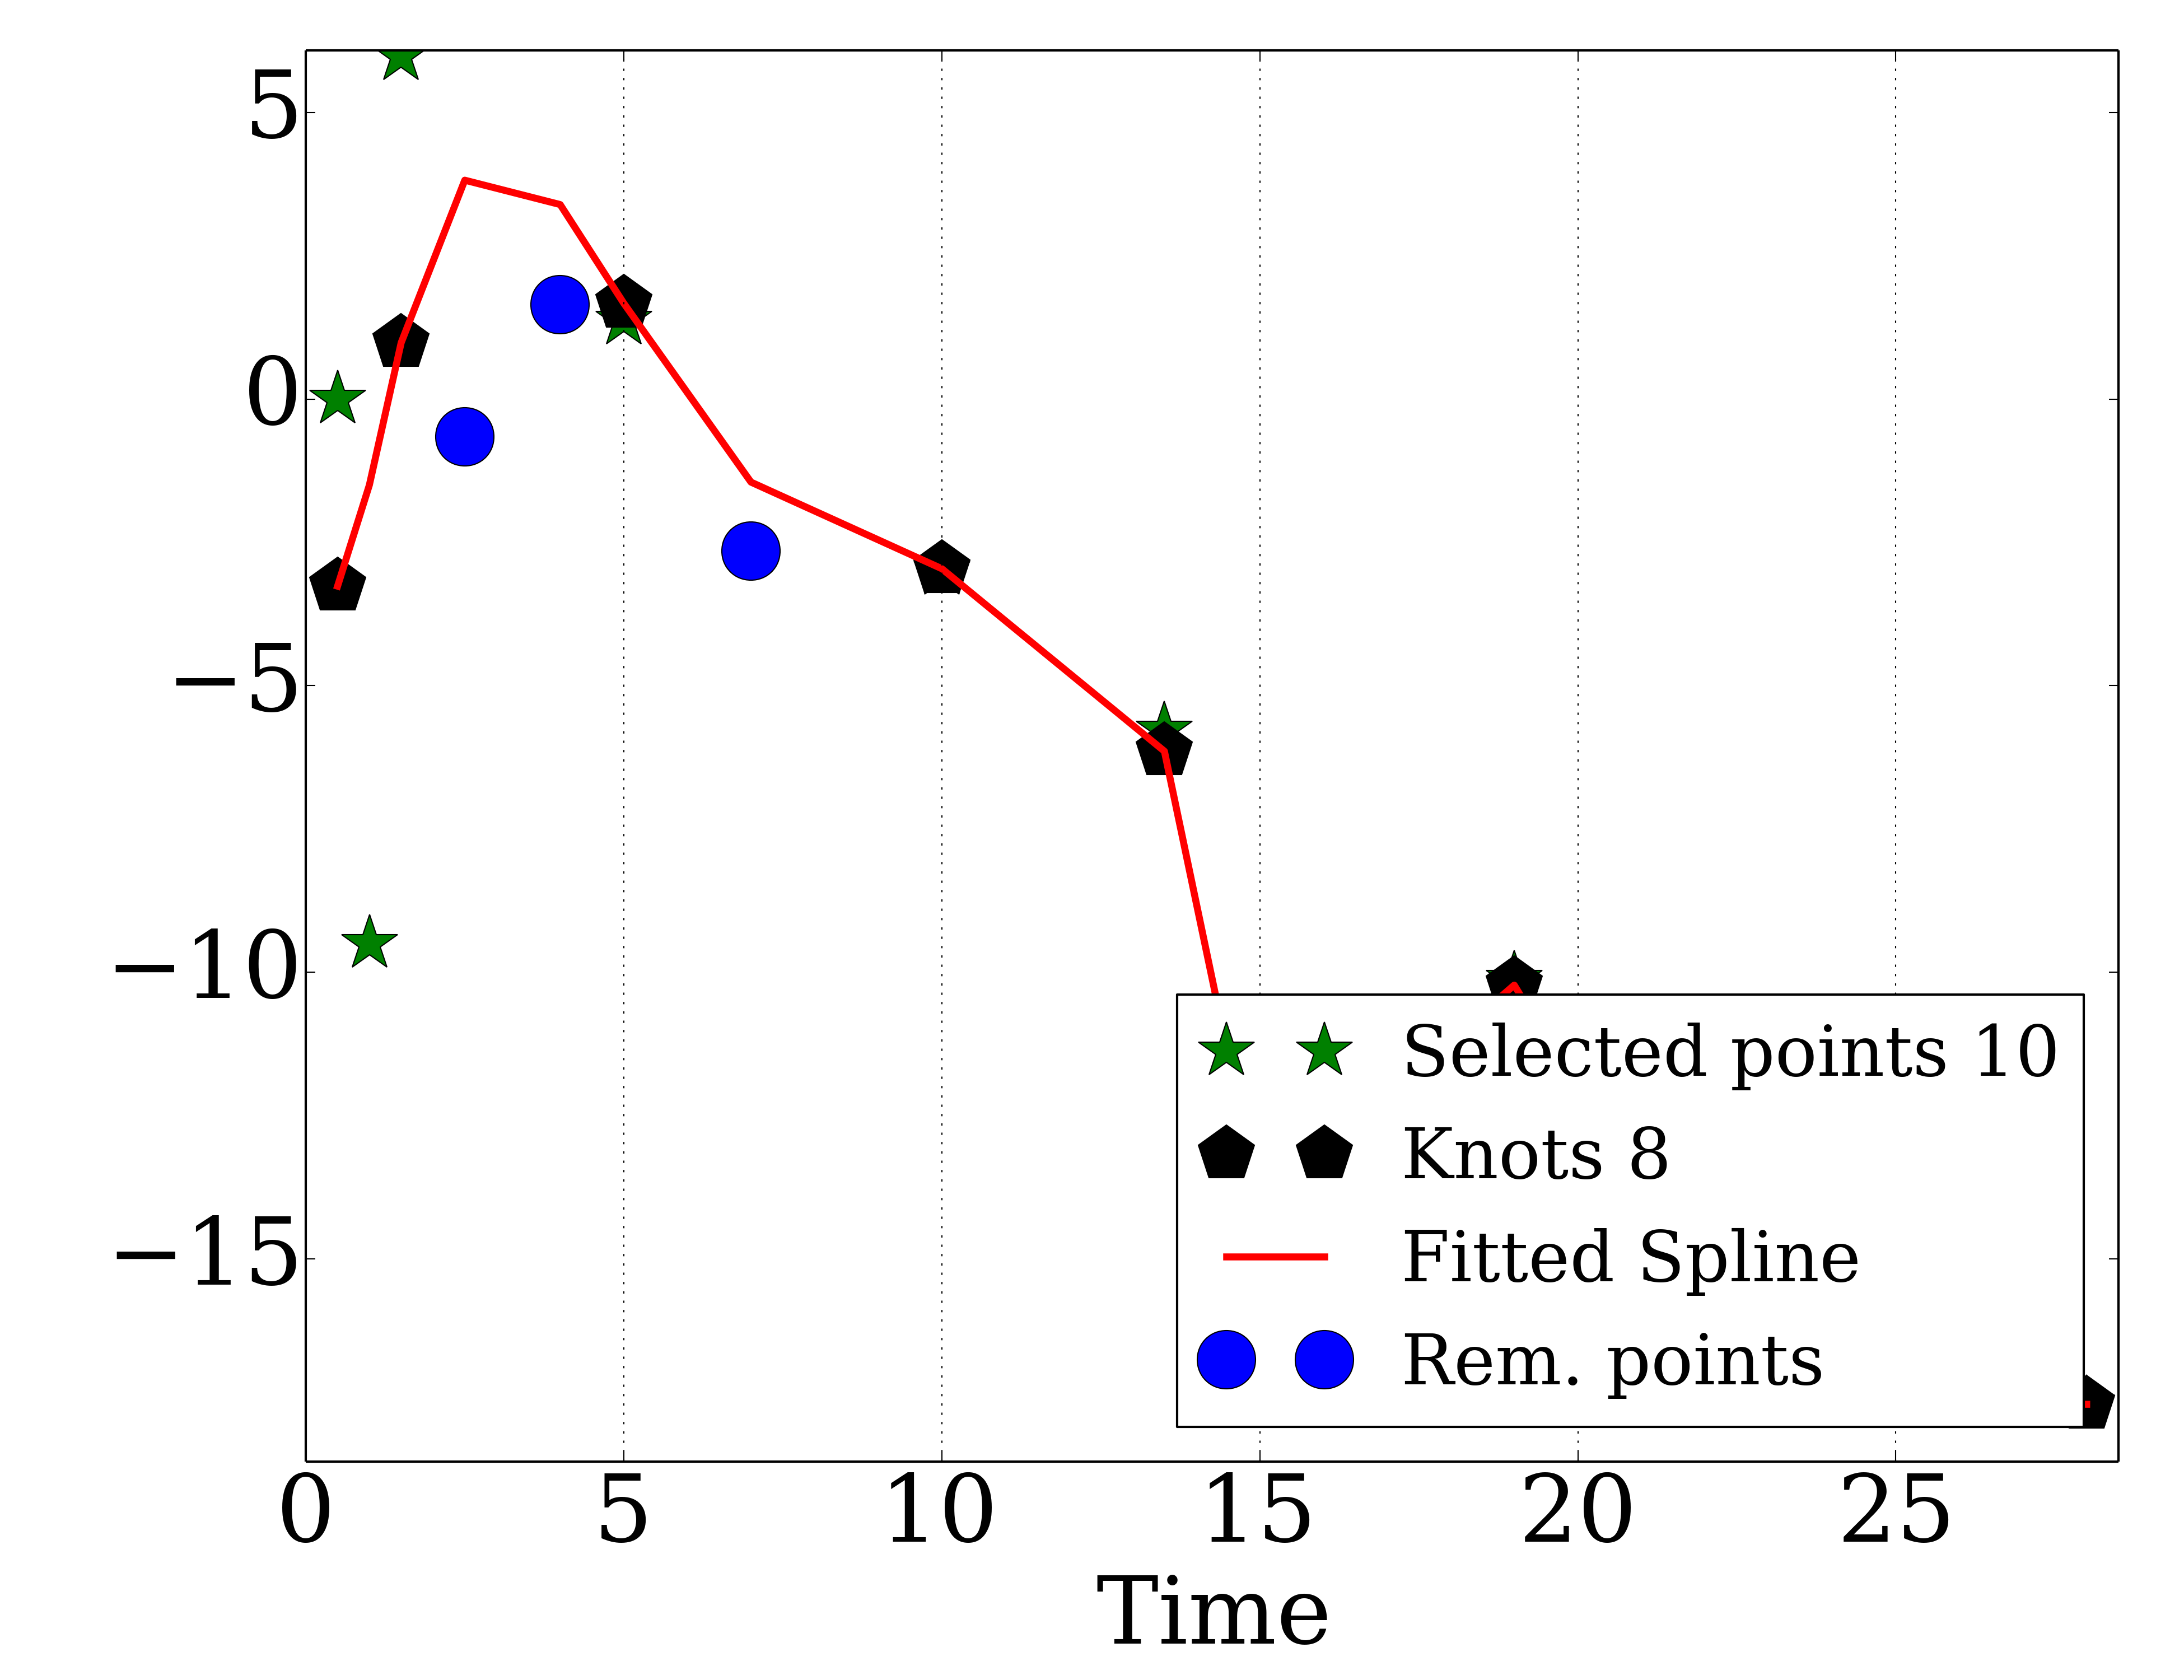 5
0
−5
−10
−15
0 5 10 15 20 25
Time
Selected points 10
Knots 8
Fitted Spline
Rem. points